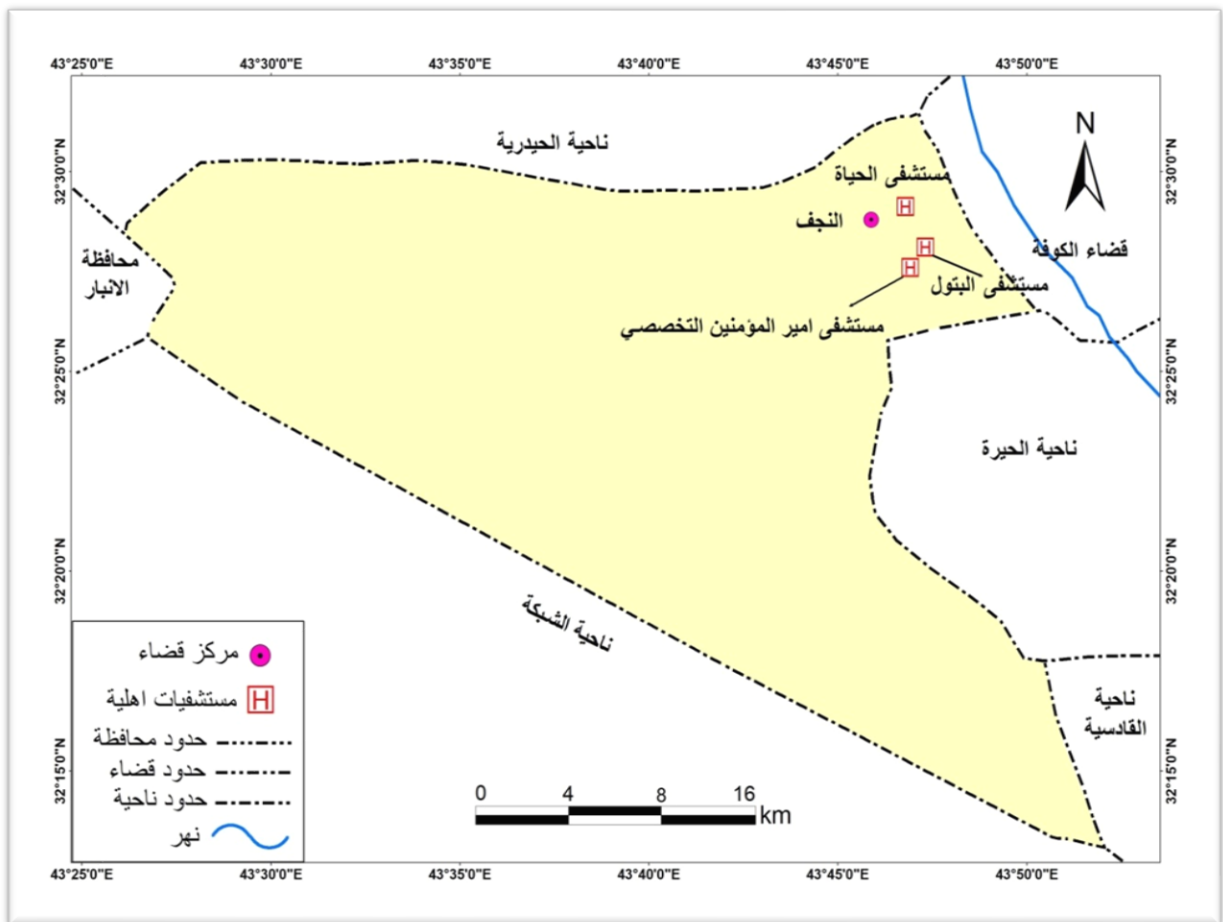 43°25'0"E 43°30'0"E 43°35'0"E 43°40'0"E 43°45'0"E 43°50'0"E
N
ناحية الحيدرية
32°30'0"N
32°30'0"N
مستشفى الحياة
النجف
قضاء الكوفة
محافظة
الانبار
مستشفى البتول
مستشفى امير المؤمنين التخصصي
32°25'0"N
32°25'0"N
ناحية الحيرة
32°20'0"N
32°20'0"N
ناحية الشبكة
ناحية
القادسية
32°15'0"N
32°15'0"N
مركز قضاء
مستشفيات اهلية
حدود محافظة
حدود قضاء
حدود ناحية
نهر
0 4 8 16
km
43°25'0"E 43°30'0"E 43°35'0"E 43°40'0"E 43°45'0"E 43°50'0"E